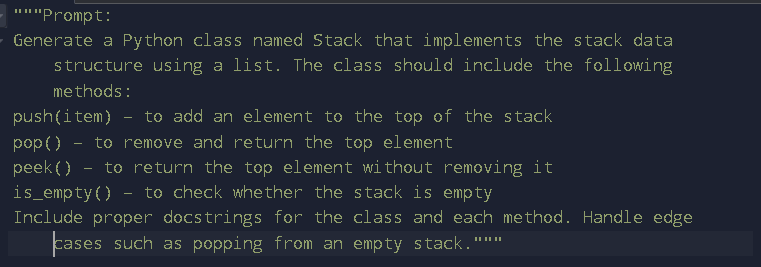 """Prompt:
Generate a Python class named Stack that implements the stack data
structure using a list. The class should include the following
methods:
push(item) – to add an element to the top of the stack
pop() – to remove and return the top element
peek() – to return the top element without removing it
is_empty() – to check whether the stack is empty
Include proper docstrings for the class and each method. Handle edge
cases such as popping from an empty stack."""